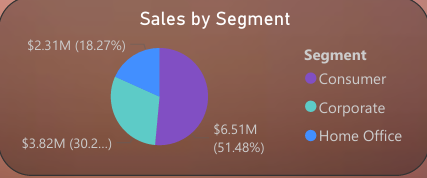 Sales by Segment
$2.31M (18.27%)
Segment
Consumer
Corporate
Home Office
$3.82M (30.2...)
$6.51M
(51.48%)